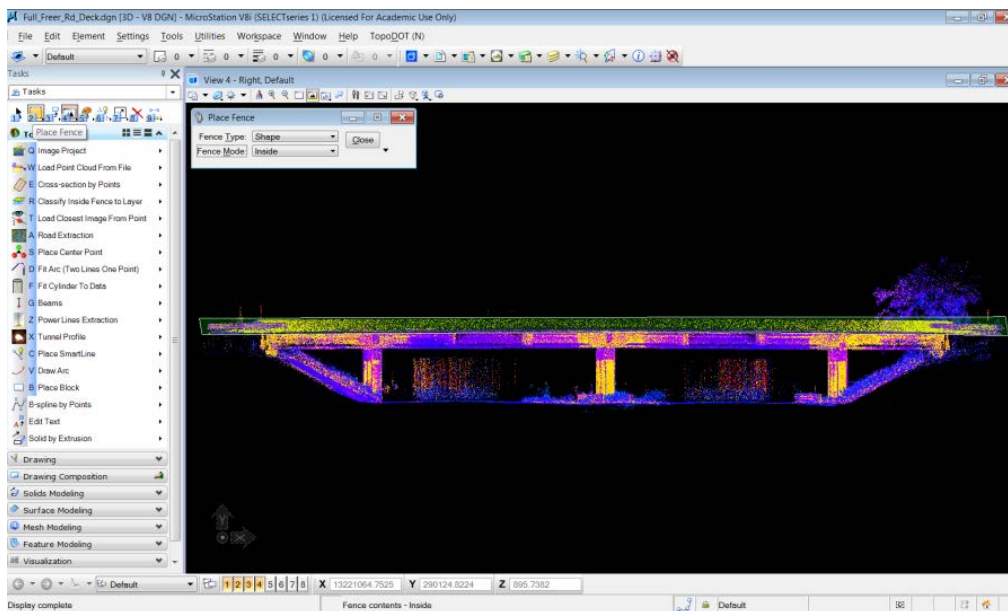 Full_Freer_Rd_Deck.dgn [3D - V8 DGN] - MicroStation V8i (SELECTseries 1) (Licensed For Academic Use Only)
File Edit Element Settings Tools Utilities Workspace Window Help TopoDOT (N)
Default 0 0 0 0 0
Tasks
Tasks
View 4 - Right, Default
Place Fence
Fence Type: Shape
Close
Fence Mode Inside
Place Fence
Q Image Project
W Load Point Cloud From File
E Cross-section by Points
R Classify Inside Fence to Layer
T Load Closest Image From Point
A Road Extraction
S Place Center Point
D Fit Arc (Two Lines One Point)
F Fit Cylinder To Data
G Beams
Z Power Lines Extraction
X Tunnel Profile
C Place SmartLine
V Draw Arc
B Place Block
B-spline by Points
Edit Text
Solid by Extrusion
Drawing
Drawing Composition
Solids Modeling
Surface Modeling
Mesh Modeling
Feature Modeling
Visualization
Y
X
Default 1 2 3 4 5 6 7 8 X 13221064.7525 Y 290124.8224 Z 895.7382
Display complete Fence contents - Inside Default